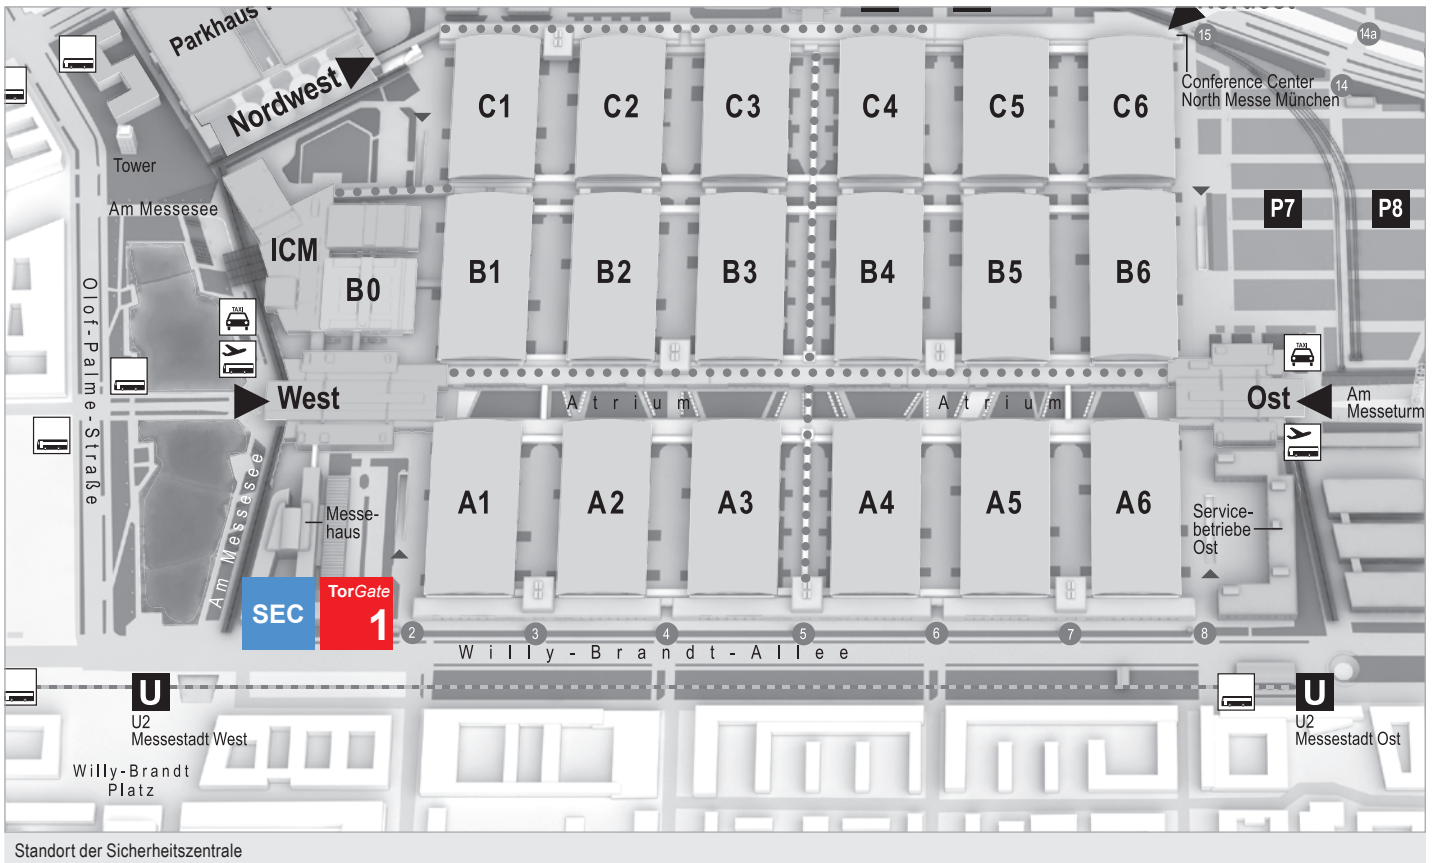 Parkhaus
Nordwest
15
14a
14
Conference Center
North Messe München
C1
C2
C3
C4
C5
C6
Tower
Am Messesee
P7
P8
ICM
B0
B1
B2
B3
B4
B5
B6
TAXI
TAXI
Olof-Palme-Straße
West
Atrium
Atrium
Ost
Am
Messeturm
A1
A2
A3
A4
A5
A6
Am Messesee
Messe-
haus
Service-
betriebe
Ost
SEC
TorGate
1
2
3
4
5
6
7
8
Willy-Brandt-Allee
U
U2
Messestadt West
U
U2
Messestadt Ost
Willy-Brandt
Platz
Standort der Sicherheitszentrale